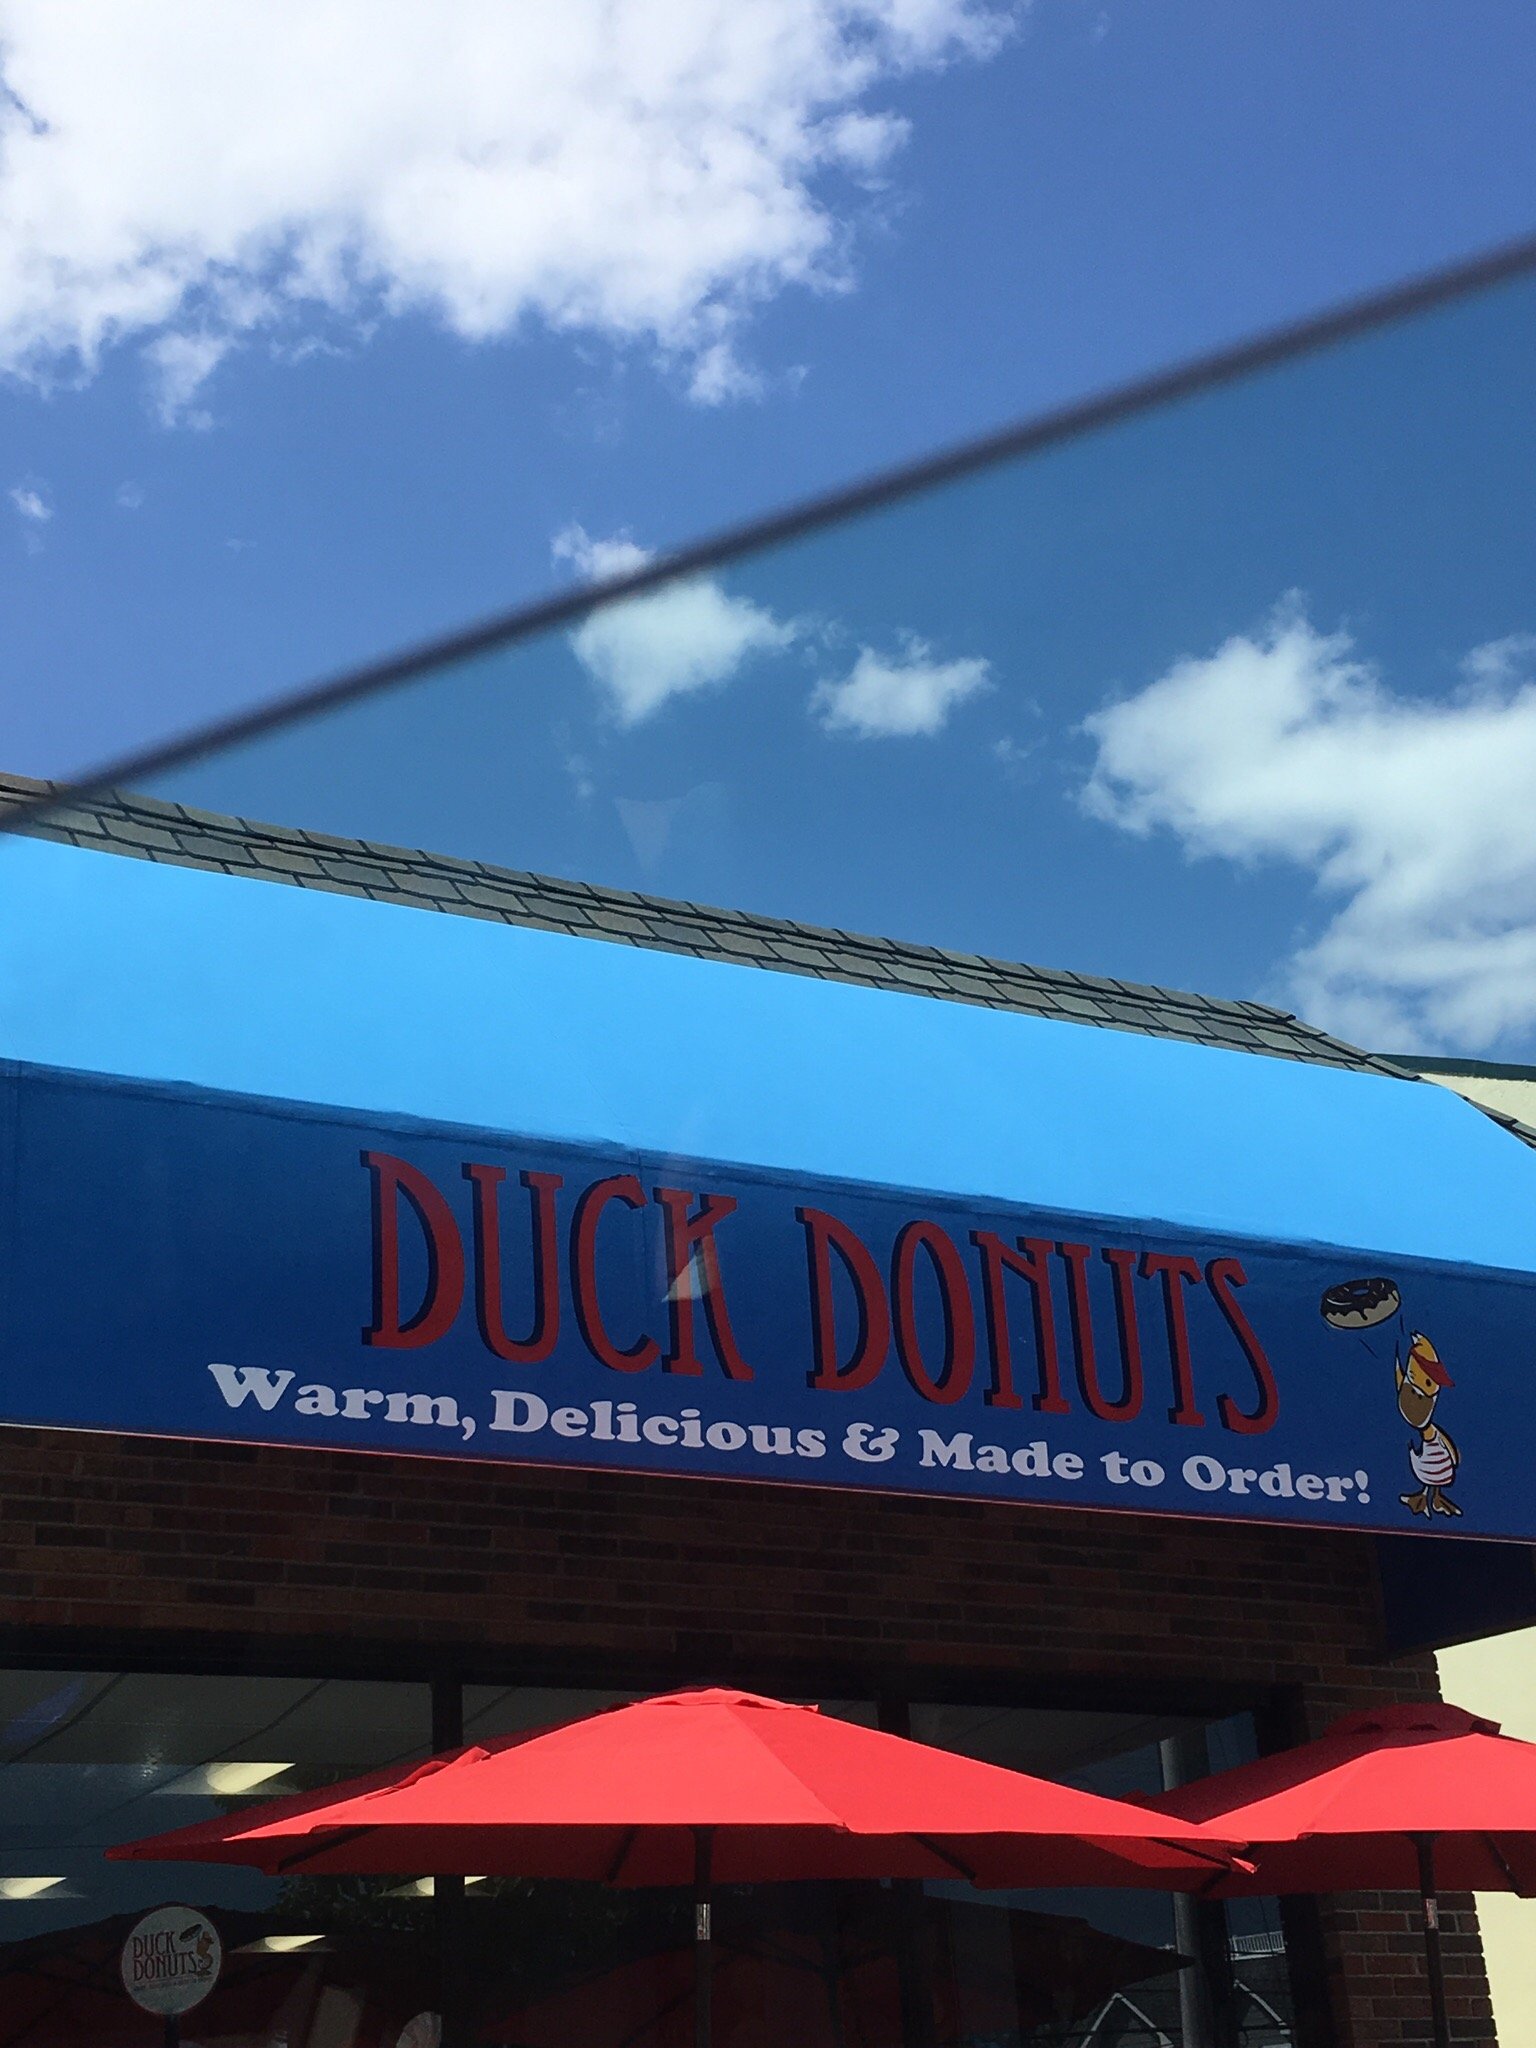 DUCK DONUTS
Warm, Delicious & Made to Order!
DUCK
DONUTS